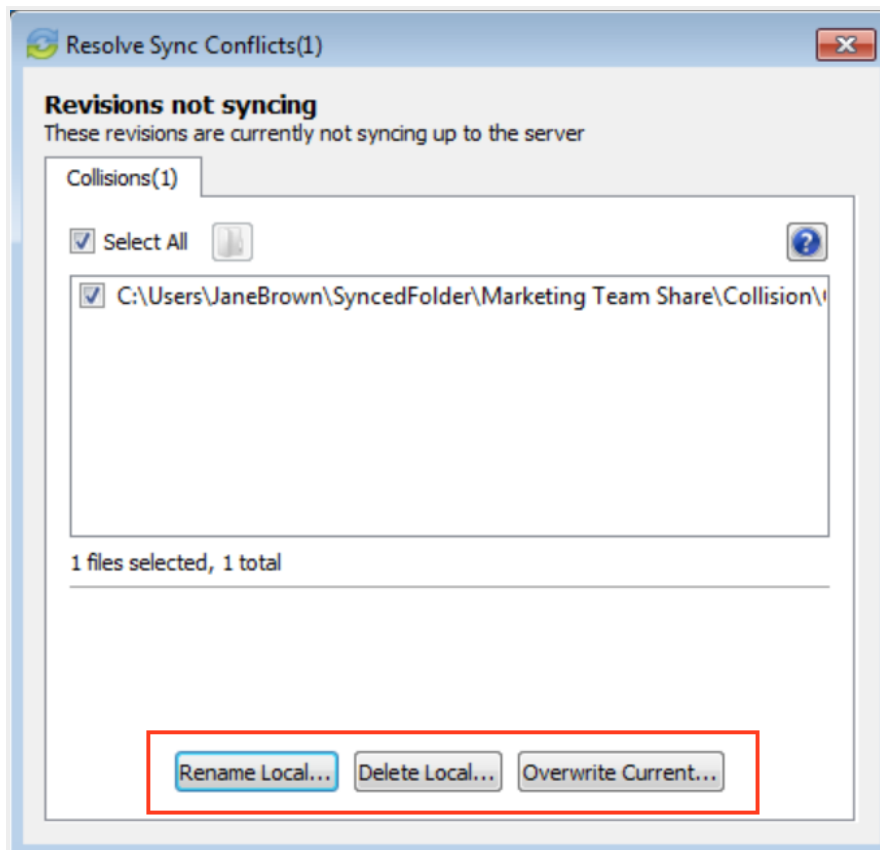 Resolve Sync Conflicts(1)
Revisions not syncing
These revisions are currently not syncing up to the server
Collisions(1)
Select All
C:\Users\JaneBrown\SyncedFolder\Marketing Team Share\Collision\
1 files selected, 1 total
Rename Local... Delete Local... Overwrite Current...